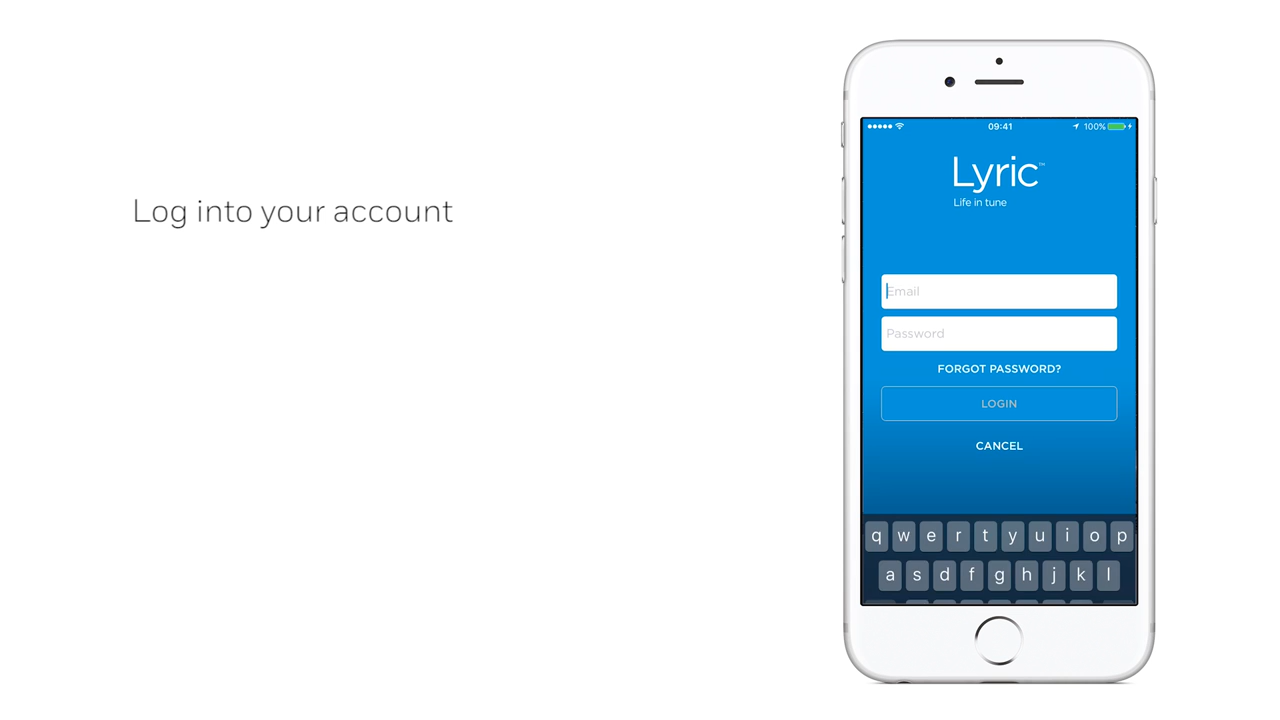 Log into your account
09:41
100%
Lyric™
Life in tune
Email
Password
FORGOT PASSWORD?
LOGIN
CANCEL
q w e r t y u i o p
a s d f g h j k l